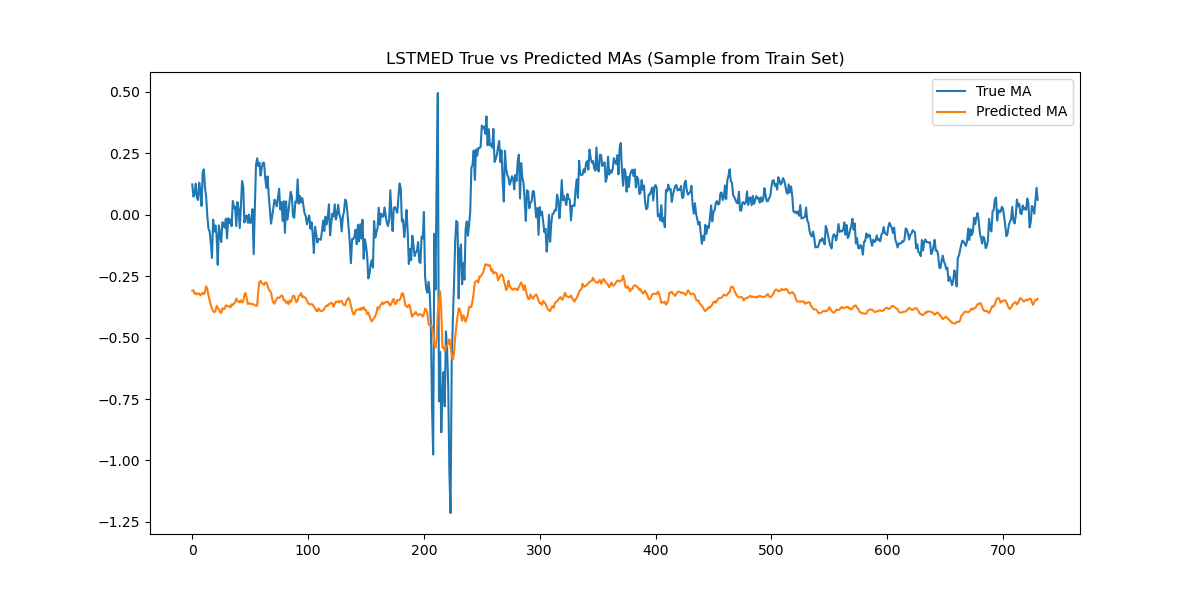 LSTMED True vs Predicted MAs (Sample from Train Set)
True MA
Predicted MA
0.50
0.25
0.00
−0.25
−0.50
−0.75
−1.00
−1.25
0 100 200 300 400 500 600 700